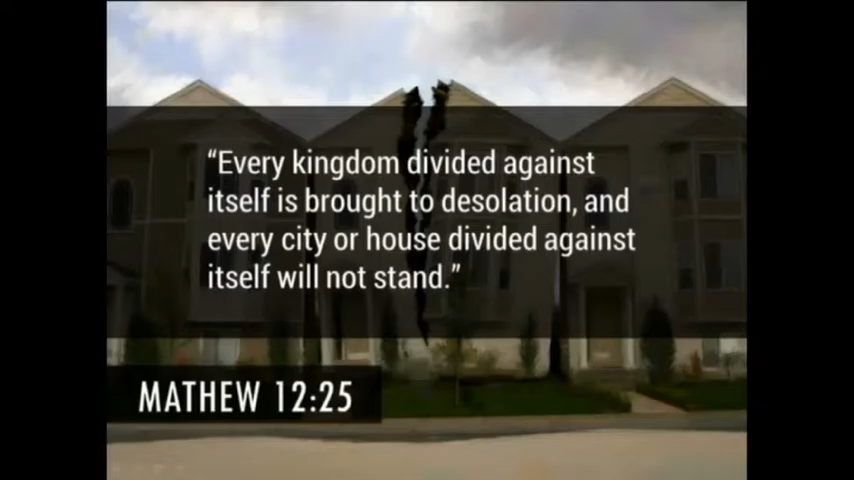 “Every kingdom divided against
itself is brought to desolation, and
every city or house divided against
itself will not stand.”
MATHEW 12:25